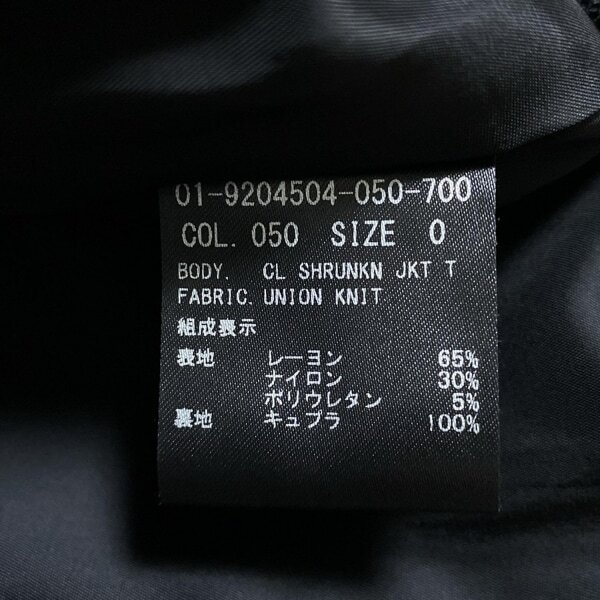 01-9204504-050-700
COL. 050 SIZE 0
BODY. CL SHRUNKN JKT T
FABRIC. UNION KNIT
組成表示
表地 レーヨン 65%
ナイロン 30%
ポリウレタン 5%
裏地 キュプラ 100%